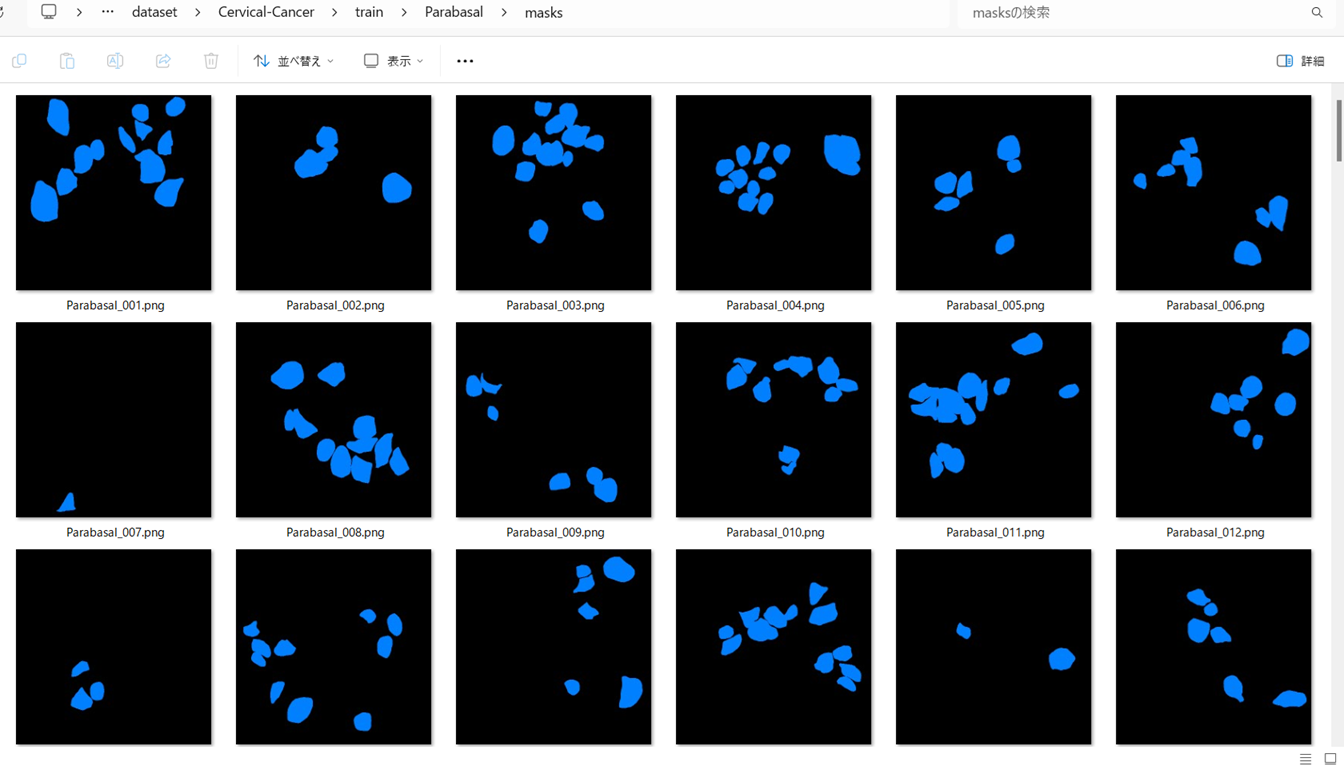 … dataset Cervical-Cancer train Parabasal masks masksの検索
並べ替え 表示 … 詳細
Parabasal_001.png Parabasal_002.png Parabasal_003.png Parabasal_004.png Parabasal_005.png Parabasal_006.png
Parabasal_007.png Parabasal_008.png Parabasal_009.png Parabasal_010.png Parabasal_011.png Parabasal_012.png